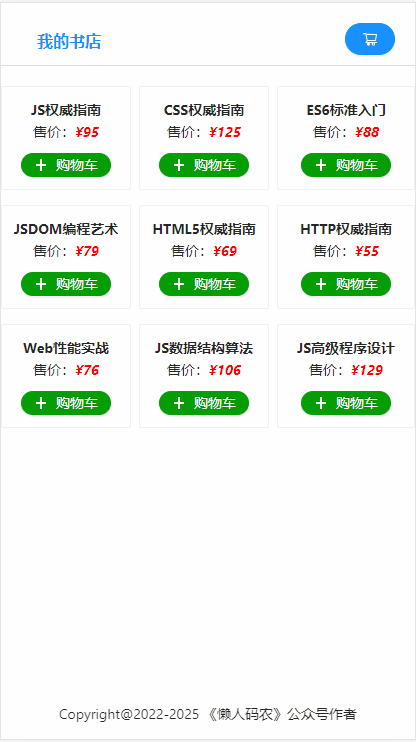 我的书店
JS权威指南 CSS权威指南 ES6标准入门
售价：¥95 售价：¥125 售价：¥88
+ 购物车 + 购物车 + 购物车
JSDOM编程艺术 HTML5权威指南 HTTP权威指南
售价：¥79 售价：¥69 售价：¥55
+ 购物车 + 购物车 + 购物车
Web性能实战 JS数据结构算法 JS高级程序设计
售价：¥76 售价：¥106 售价：¥129
+ 购物车 + 购物车 + 购物车
Copyright@2022-2025 《懒人码农》公众号作者